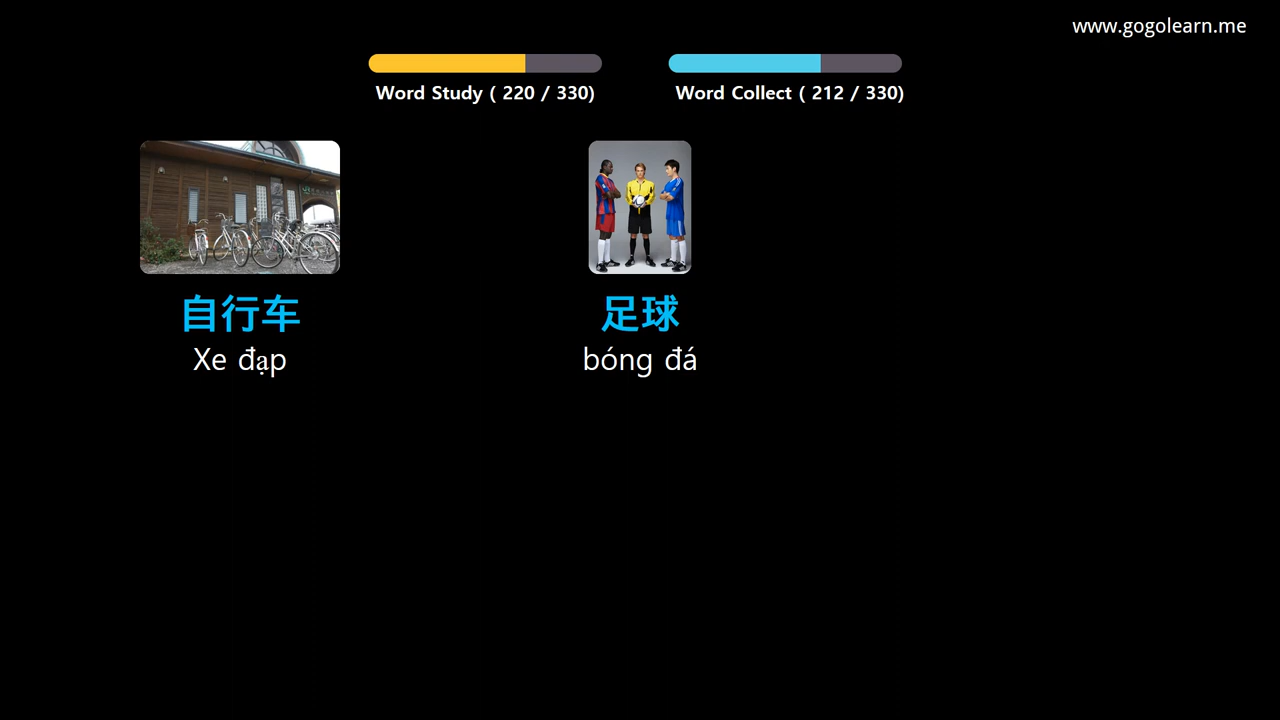 www.gogolearn.me
Word Study ( 220 / 330)
Word Collect ( 212 / 330)
自行车
Xe đạp
足球
bóng đá